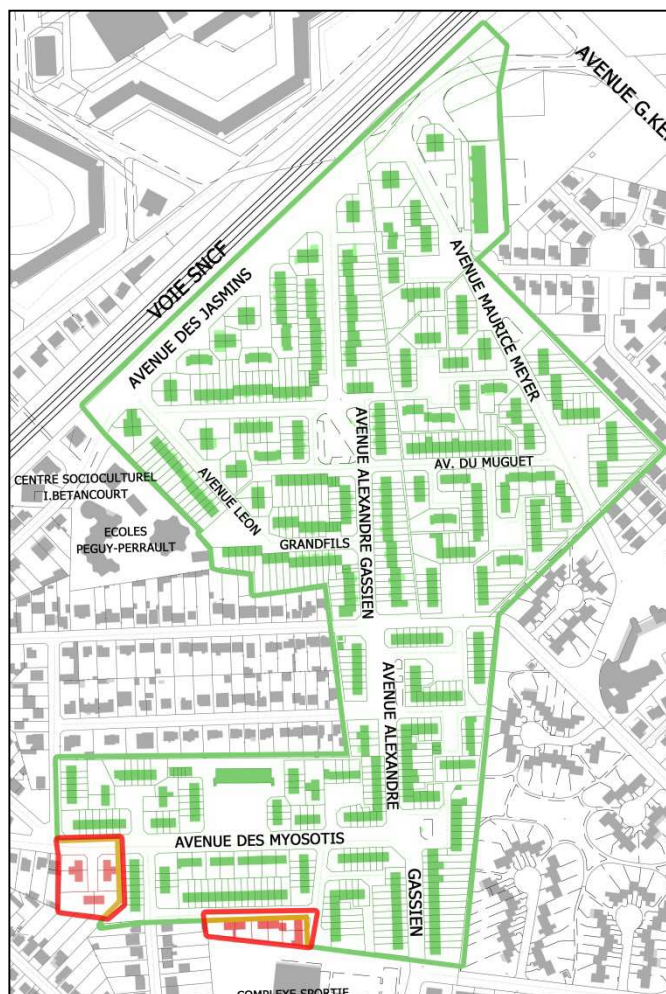 AVENUE G.KE
VOIE SNCF
AVENUE DES JASMINS
AVENUE MAURICE MEYER
AVENUE ALEXANDRE GASSIEN
AV. DU MUGUET
CENTRE SOCIOCULTUREL
I.BETANCOURT
AVENUE LEON
GRANDFILS
ECOLES
PEGUY-PERRAULT
AVENUE ALEXANDRE
GASSIEN
AVENUE DES MYOSOTIS
COMPLEXE SPORTIF